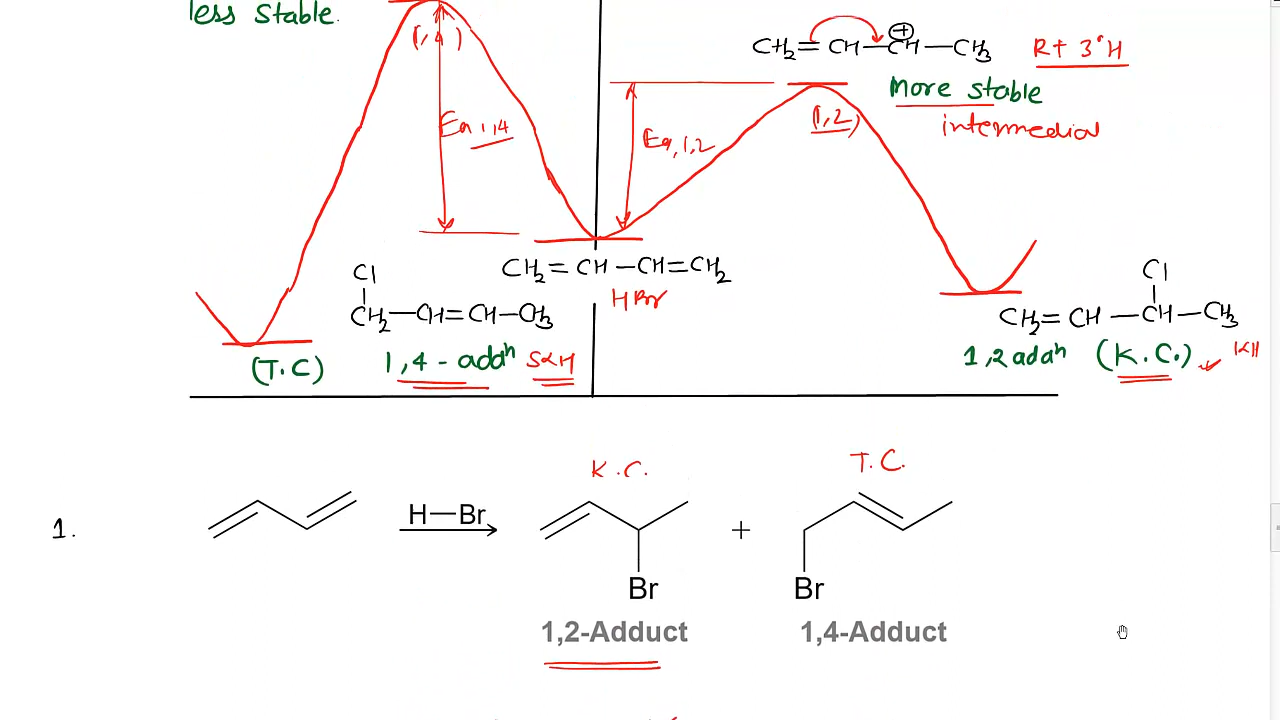 less stable.
(1,4)
CH2=CH—CH—CH3
⊕
R+ 3°H
More stable
intermedial
(1,2)
Ea 1,4
Ea,1,2
CH2=CH—CH=CH2
HBr
Cl
CH2—CH=CH—CH3
(T.C)
1,4-addn
Cl
CH2=CH—CH—CH3
1,2 addn
(K.C.)
K.C.
T.C.
1.
H—Br
+
Br
Br
1,2-Adduct
1,4-Adduct